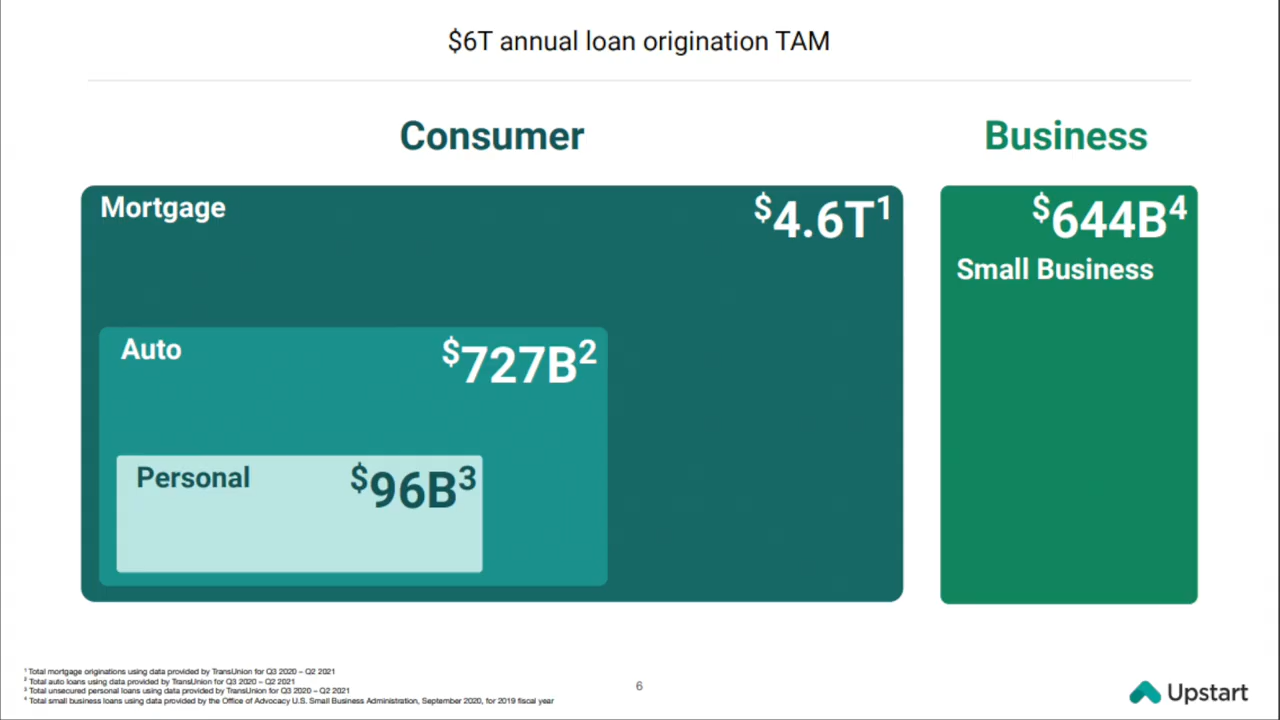 $6T annual loan origination TAM
Consumer
Business
Mortgage
$4.6T1
Auto
$727B2
Personal
$96B3
$644B4
Small Business
1 Total mortgage originations using data provided by TransUnion for Q3 2020 – Q2 2021
2 Total auto loans using data provided by TransUnion for Q3 2020 – Q2 2021
3 Total unsecured personal loans using data provided by TransUnion for Q3 2020 – Q2 2021
4 Total small business loans using data provided by the Office of Advocacy U.S. Small Business Administration, September 2020, for 2019 fiscal year
6
Upstart